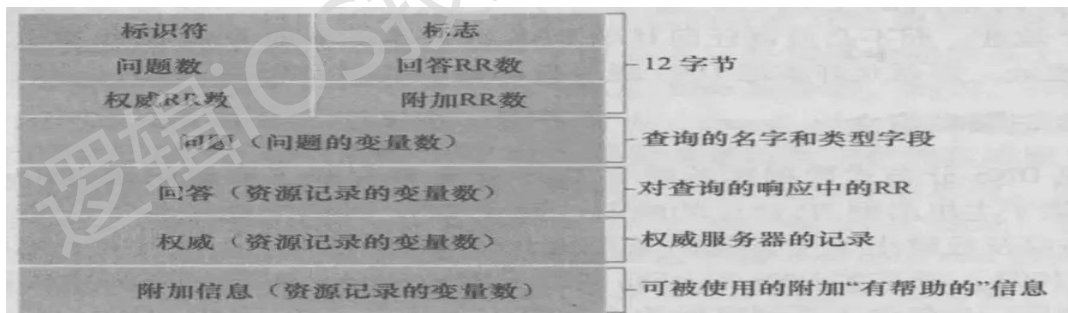 标识符 标志
问题数 回答RR数 12 字节
权威RR数 附加RR数
问题（问题的变量数） 查询的名字和类型字段
回答（资源记录的变量数） 对查询的响应中的RR
权威（资源记录的变量数） 权威服务器的记录
附加信息（资源记录的变量数） 可被使用的附加“有帮助的”信息
逻辑iOS